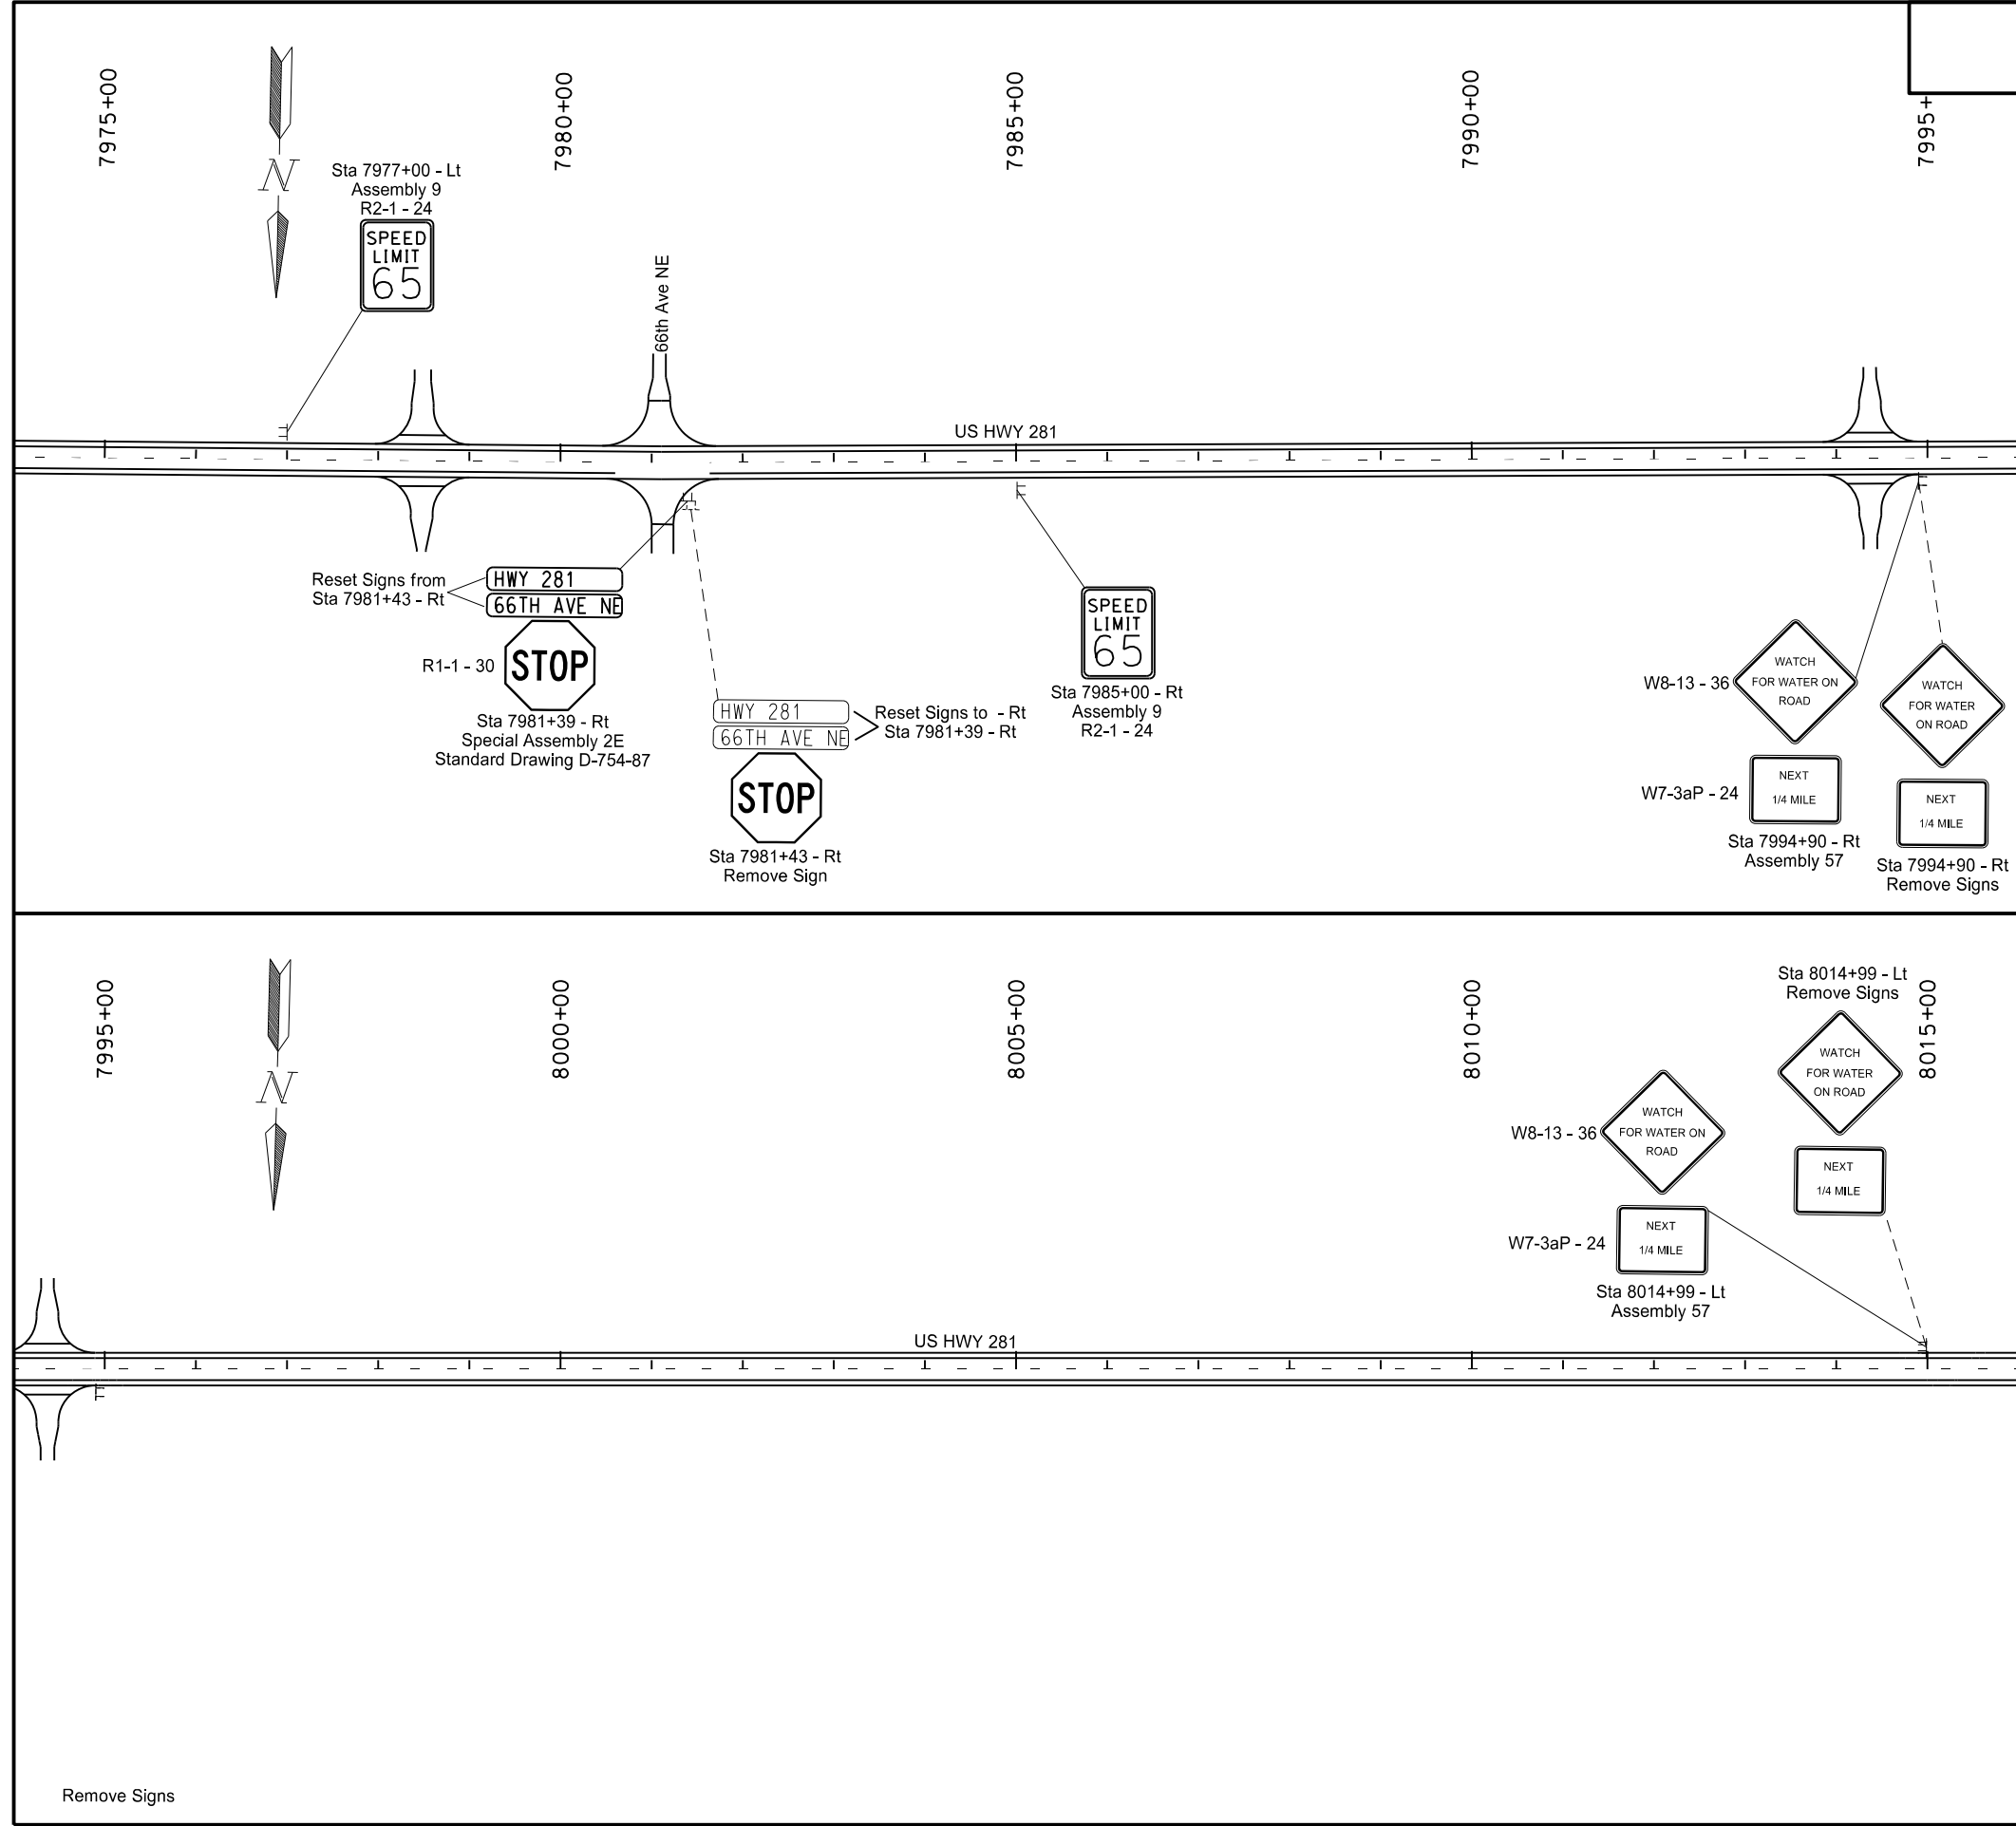 7975+00
7980+00
7985+00
7990+00
7995+
N
Sta 7977+00 - Lt
Assembly 9
R2-1 - 24
SPEED
LIMIT
65
66th Ave NE
US HWY 281
Reset Signs from
Sta 7981+43 - Rt
HWY 281
66TH AVE NE
R1-1 - 30
STOP
Sta 7981+39 - Rt
Special Assembly 2E
Standard Drawing D-754-87
HWY 281
66TH AVE NE
Reset Signs to - Rt
Sta 7981+39 - Rt
STOP
Sta 7981+43 - Rt
Remove Sign
SPEED
LIMIT
65
Sta 7985+00 - Rt
Assembly 9
R2-1 - 24
W8-13 - 36
WATCH
FOR WATER ON
ROAD
W7-3aP - 24
NEXT
1/4 MILE
Sta 7994+90 - Rt
Assembly 57
WATCH
FOR WATER
ON ROAD
NEXT
1/4 MILE
Sta 7994+90 - Rt
Remove Signs
7995+00
8000+00
8005+00
8010+00
8015+00
N
Sta 8014+99 - Lt
Remove Signs
WATCH
FOR WATER
ON ROAD
NEXT
1/4 MILE
W8-13 - 36
WATCH
FOR WATER ON
ROAD
W7-3aP - 24
NEXT
1/4 MILE
Sta 8014+99 - Lt
Assembly 57
US HWY 281
Remove Signs